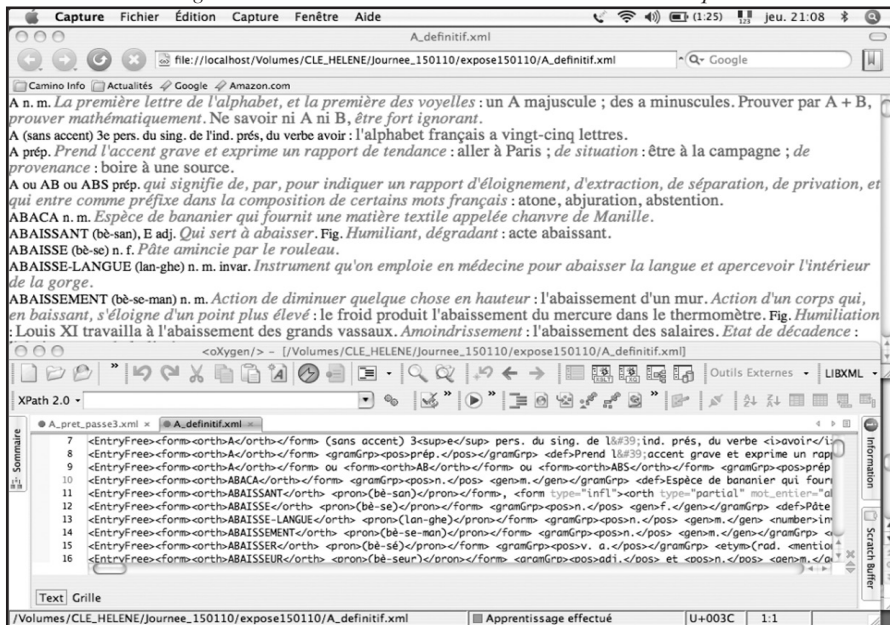 Capture Fichier Édition Capture Fenêtre Aide (1:25) jeu. 21:08
A_definitif.xml
file://localhost/Volumes/CLE_HELENE/Journee_150110/expose150110/A_definitif.xml Google
Camino Info Actualités Google Amazon.com
A n. m. La première lettre de l'alphabet, et la première des voyelles : un A majuscule ; des a minuscules. Prouver par A + B,
prouver mathématiquement. Ne savoir ni A ni B, être fort ignorant.
A (sans accent) 3e pers. du sing. de l'ind. prés, du verbe avoir : l'alphabet français a vingt-cinq lettres.
A prép. Prend l'accent grave et exprime un rapport de tendance : aller à Paris ; de situation : être à la campagne ; de
provenance : boire à une source.
A ou AB ou ABS prép. qui signifie de, par, pour indiquer un rapport d'éloignement, d'extraction, de séparation, de privation, et
qui entre comme préfixe dans la composition de certains mots français : atone, abjuration, abstention.
ABACA n. m. Espèce de bananier qui fournit une matière textile appelée chanvre de Manille.
ABAISSANT (bè-san), E adj. Qui sert à abaisser. Fig. Humiliant, dégradant : acte abaissant.
ABAISSE (bè-se) n. f. Pâte amincie par le rouleau.
ABAISSE-LANGUE (lan-ghe) n. m. invar. Instrument qu'on emploie en médecine pour abaisser la langue et apercevoir l'intérieur
de la gorge.
ABAISSEMENT (bè-se-man) n. m. Action de diminuer quelque chose en hauteur : l'abaissement d'un mur. Action d'un corps qui,
en baissant, s'éloigne d'un point plus élevé : le froid produit l'abaissement du mercure dans le thermomètre. Fig. Humiliation
: Louis XI travailla à l'abaissement des grands vassaux. Amoindrissement : l'abaissement des salaires. Etat de décadence :
<oXygen/> - [/Volumes/CLE_HELENE/Journee_150110/expose150110/A_definitif.xml]
Outils Externes LIBXML
XPath 2.0
A_pret_passe3.xml A_definitif.xml
Sommaire
Information
Scratch Buffer
7 <EntryFree><form><orth>A</orth></form> (sans accent) 3<sup>e</sup> pers. du sing. de l&#39;ind. prés, du verbe <i>avoir</i>
8 <EntryFree><form><orth>A</orth></form> <gramGrp><pos>prép.</pos></gramGrp> <def>Prend l&#39;accent grave et exprime un rap
9 <EntryFree><form><orth>A</orth></form> ou <form><orth>AB</orth></form> ou <form><orth>ABS</orth></form> <gramGrp><pos>prép
10 <EntryFree><form><orth>ABACA</orth></form> <gramGrp><pos>n.</pos> <gen>m.</gen></gramGrp> <def>Espèce de bananier qui four
11 <EntryFree><form><orth>ABAISSANT</orth> <pron>(bè-san)</pron></form>, <form type="infl"><orth type="partial" mot_entier="a
12 <EntryFree><form><orth>ABAISSE</orth> <pron>(bè-se)</pron></form> <gramGrp><pos>n.</pos> <gen>f.</gen></gramGrp> <def>Pâte
13 <EntryFree><form><orth>ABAISSE-LANGUE</orth> <pron>(lan-ghe)</pron></form> <gramGrp><pos>n.</pos> <gen>m.</gen> <number>in
14 <EntryFree><form><orth>ABAISSEMENT</orth> <pron>(bè-se-man)</pron></form> <gramGrp><pos>n.</pos> <gen>m.</gen></gramGrp>
15 <EntryFree><form><orth>ABAISSER</orth> <pron>(bè-sé)</pron></form> <gramGrp><pos>v. a.</pos></gramGrp> <etym>(rad. <mentio
16 <EntryFree><form><orth>ABAISSEUR</orth> <pron>(bè-seur)</pron></form> <gramGrp><pos>adj.</pos> et <pos>n.</pos> <gen>m.</g
Text Grille
/Volumes/CLE_HELENE/Journee_150110/expose150110/A_definitif.xml Apprentissage effectué U+003C 1:1